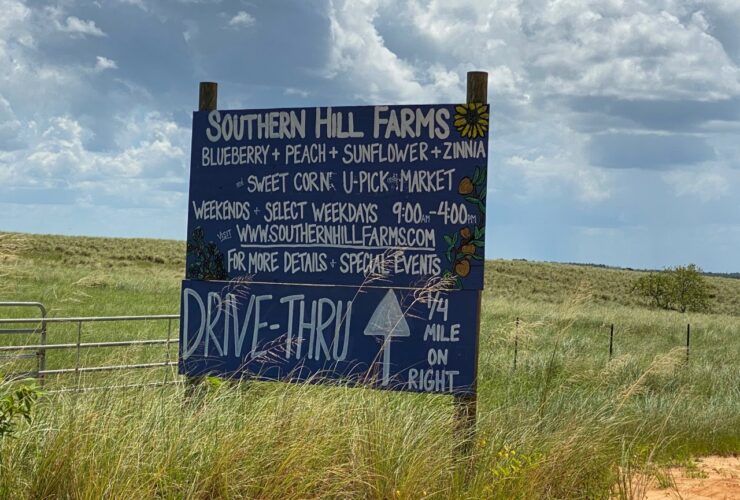 SOUTHERN HILL FARMS
BLUEBERRY + PEACH + SUNFLOWER + ZINNIA
SWEET CORN U-PICK MARKET
WEEKENDS + SELECT WEEKDAYS 9:00AM-4:00PM
VISIT WWW.SOUTHERNHILLFARMS.COM
FOR MORE DETAILS + SPECIAL EVENTS
DRIVE-THRU
1/4
MILE
ON
RIGHT